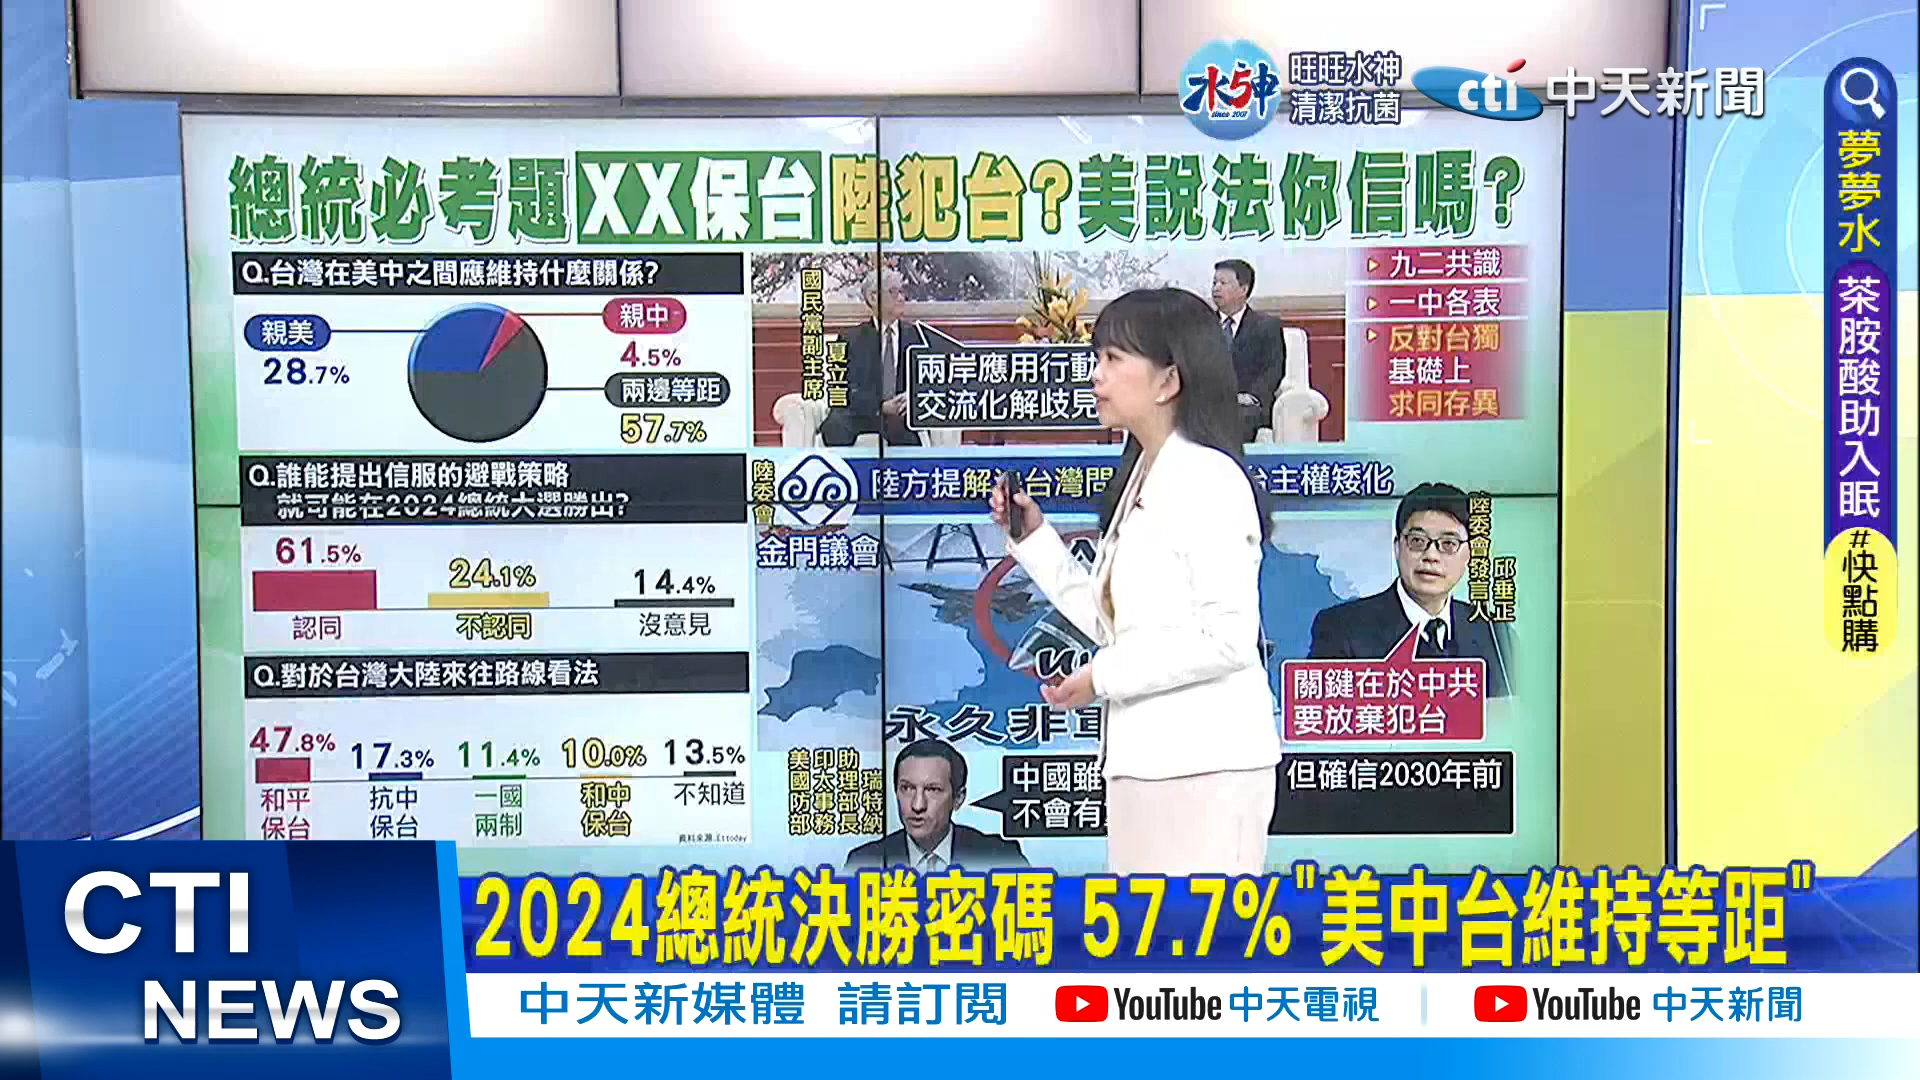 水神
since 2007
旺旺水神
清潔抗菌
cti 中天新聞
總統必考題 XX保台 陸犯台?美說法你信嗎?
Q.台灣在美中之間應維持什麼關係?
親美
28.7%
親中
4.5%
兩邊等距
57.7%
Q.誰能提出信服的避戰策略
就可能在2024總統大選勝出?
61.5%
24.1%
14.4%
認同
不認同
沒意見
Q.對於台灣大陸來往路線看法
47.8%
17.3%
11.4%
10.0%
13.5%
和平
保台
抗中
保台
一國
兩制
和中
保台
不知道
資料來源:Ettoday
國民黨副主席
夏立言
兩岸應用行動
交流化解歧見
九二共識
一中各表
反對台獨
基礎上
求同存異
陸委會
陸方提解決台灣問
台主權矮化
金門議會
永久非軍
陸委會發言人
邱垂正
關鍵在於中共
要放棄犯台
美國防部
印太事務
助理部長
瑞特納
中國雖
不會有
但確信2030年前
夢夢水
茶胺酸助入眠
#快點購
CTI
NEWS
2024總統決勝密碼 57.7%"美中台維持等距"
中天新媒體 請訂閱 YouTube 中天電視 YouTube 中天新聞